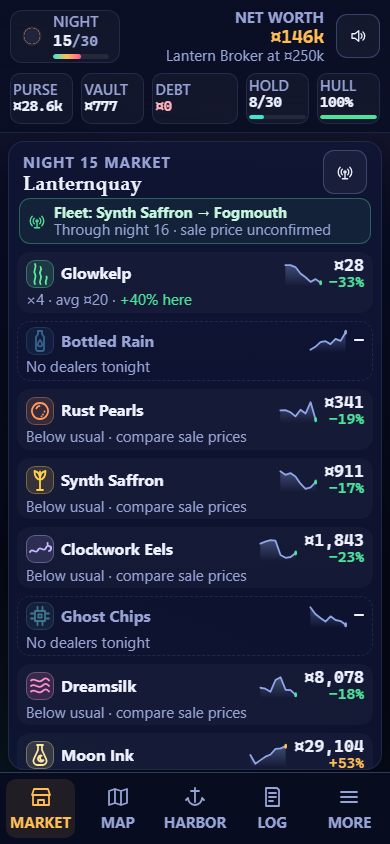 NIGHT
15/30
NET WORTH
¤146k
Lantern Broker at ¤250k
PURSE
¤28.6k
VAULT
¤777
DEBT
¤0
HOLD
8/30
HULL
100%
NIGHT 15 MARKET
Lanternquay
Fleet: Synth Saffron → Fogmouth
Through night 16 · sale price unconfirmed
Glowkelp
¤28
−33%
×4 · avg ¤20 · +40% here
Bottled Rain
—
No dealers tonight
Rust Pearls
¤341
−19%
Below usual · compare sale prices
Synth Saffron
¤911
−17%
Below usual · compare sale prices
Clockwork Eels
¤1,843
−23%
Below usual · compare sale prices
Ghost Chips
—
No dealers tonight
Dreamsilk
¤8,078
−18%
Below usual · compare sale prices
Moon Ink
¤29,104
+53%
MARKET
MAP
HARBOR
LOG
MORE